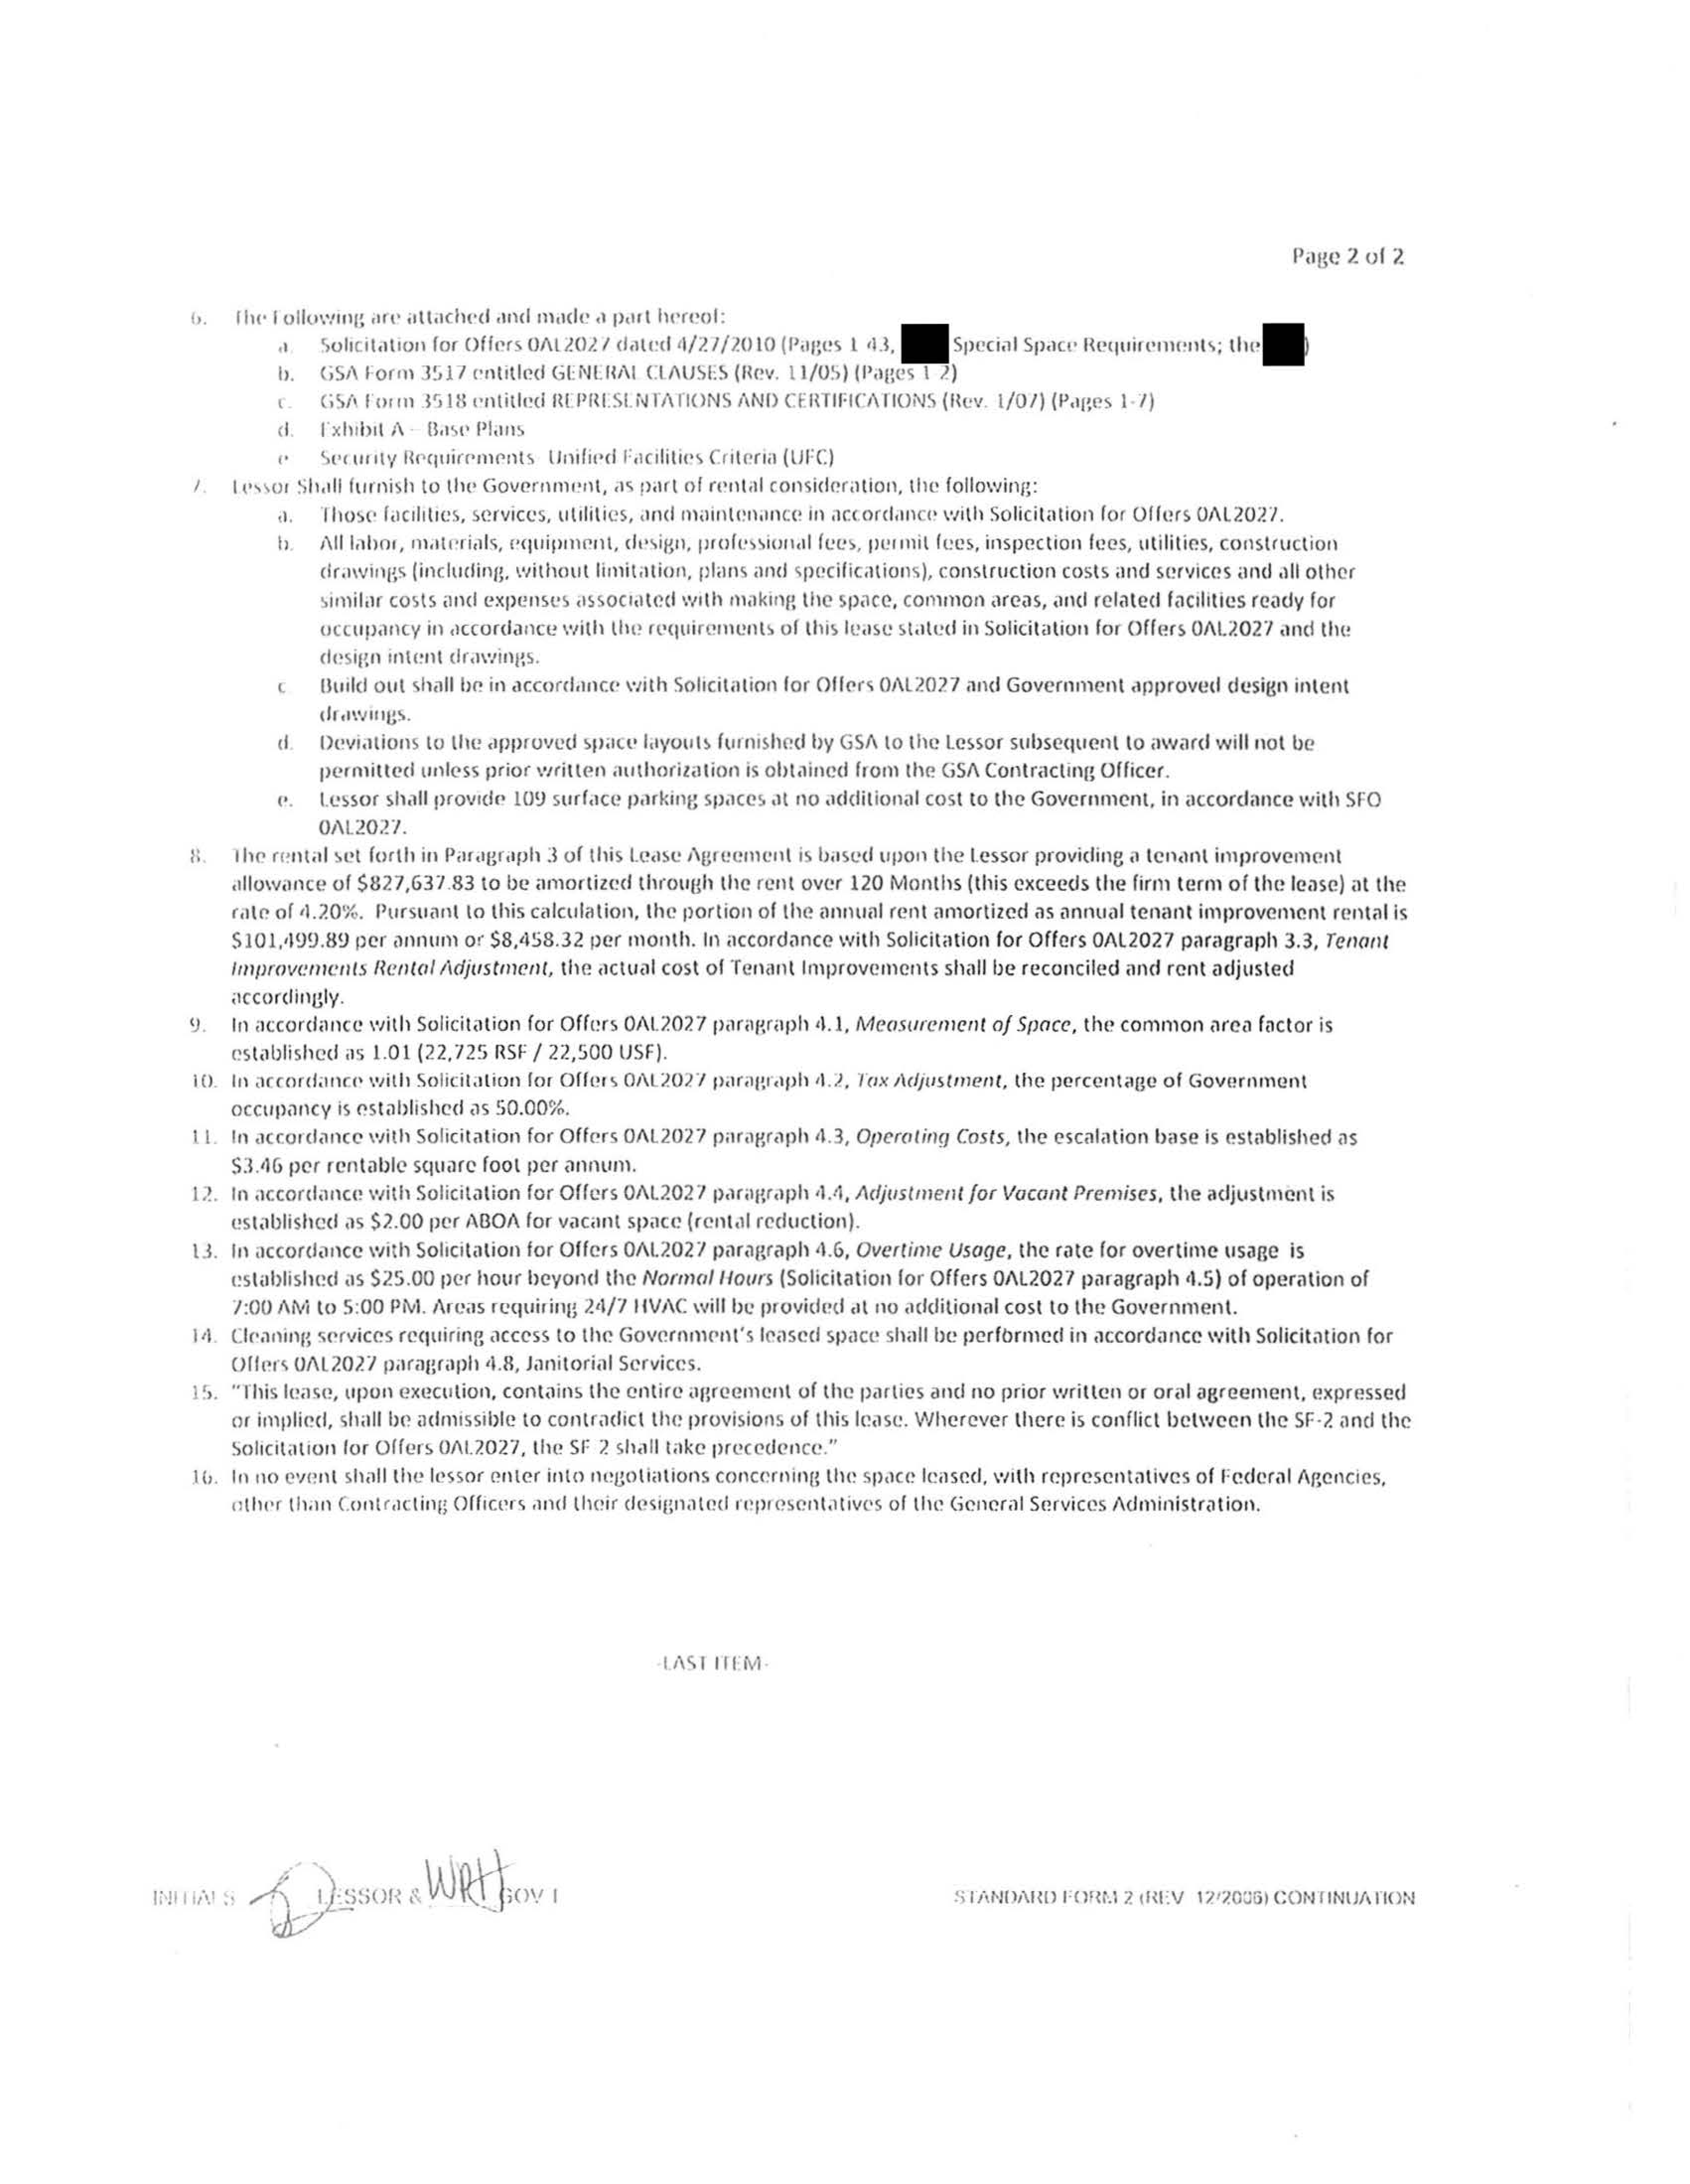 Page 2 of 2
6. The Following are attached and made a part hereof:
a. Solicitation for Offers 0AL2027 dated 4/27/2010 (Pages 1 43, Special Space Requirements; the )
b. GSA Form 3517 entitled GENERAL CLAUSES (Rev. 11/05) (Pages 1 2)
c. GSA Form 3518 entitled REPRESENTATIONS AND CERTIFICATIONS (Rev. 1/07) (Pages 1-7)
d. Exhibit A – Base Plans
e Security Requirements Unified Facilities Criteria (UFC)
7. Lessor Shall furnish to the Government, as part of rental consideration, the following:
a. Those facilities, services, utilities, and maintenance in accordance with Solicitation for Offers 0AL2027.
b. All labor, materials, equipment, design, professional fees, permit fees, inspection fees, utilities, construction
drawings (including, without limitation, plans and specifications), construction costs and services and all other
similar costs and expenses associated with making the space, common areas, and related facilities ready for
occupancy in accordance with the requirements of this lease stated in Solicitation for Offers 0AL2027 and the
design intent drawings.
c Build out shall be in accordance with Solicitation for Offers 0AL2027 and Government approved design intent
drawings.
d. Deviations to the approved space layouts furnished by GSA to the Lessor subsequent to award will not be
permitted unless prior written authorization is obtained from the GSA Contracting Officer.
e. Lessor shall provide 109 surface parking spaces at no additional cost to the Government, in accordance with SFO
0AL2027.
8. The rental set forth in Paragraph 3 of this Lease Agreement is based upon the Lessor providing a tenant improvement
allowance of $827,637.83 to be amortized through the rent over 120 Months (this exceeds the firm term of the lease) at the
rate of 4.20%. Pursuant to this calculation, the portion of the annual rent amortized as annual tenant improvement rental is
$101,499.89 per annum or $8,458.32 per month. In accordance with Solicitation for Offers 0AL2027 paragraph 3.3, Tenant
Improvements Rental Adjustment, the actual cost of Tenant Improvements shall be reconciled and rent adjusted
accordingly.
9. In accordance with Solicitation for Offers 0AL2027 paragraph 4.1, Measurement of Space, the common area factor is
established as 1.01 (22,725 RSF / 22,500 USF).
10. In accordance with Solicitation for Offers 0AL2027 paragraph 4.2, Tax Adjustment, the percentage of Government
occupancy is established as 50.00%.
11. In accordance with Solicitation for Offers 0AL2027 paragraph 4.3, Operating Costs, the escalation base is established as
$3.46 per rentable square foot per annum.
12. In accordance with Solicitation for Offers 0AL2027 paragraph 4.4, Adjustment for Vacant Premises, the adjustment is
established as $2.00 per ABOA for vacant space (rental reduction).
13. In accordance with Solicitation for Offers 0AL2027 paragraph 4.6, Overtime Usage, the rate for overtime usage is
established as $25.00 per hour beyond the Normal Hours (Solicitation for Offers 0AL2027 paragraph 4.5) of operation of
7:00 AM to 5:00 PM. Areas requiring 24/7 HVAC will be provided at no additional cost to the Government.
14. Cleaning services requiring access to the Government's leased space shall be performed in accordance with Solicitation for
Offers 0AL2027 paragraph 4.8, Janitorial Services.
15. "This lease, upon execution, contains the entire agreement of the parties and no prior written or oral agreement, expressed
or implied, shall be admissible to contradict the provisions of this lease. Wherever there is conflict between the SF-2 and the
Solicitation for Offers 0AL2027, the SF 2 shall take precedence."
16. In no event shall the lessor enter into negotiations concerning the space leased, with representatives of Federal Agencies,
other than Contracting Officers and their designated representatives of the General Services Administration.
-LAST ITEM-
INITIALS LESSOR & WRH GOV'T
STANDARD FORM 2 (REV 12/2006) CONTINUATION